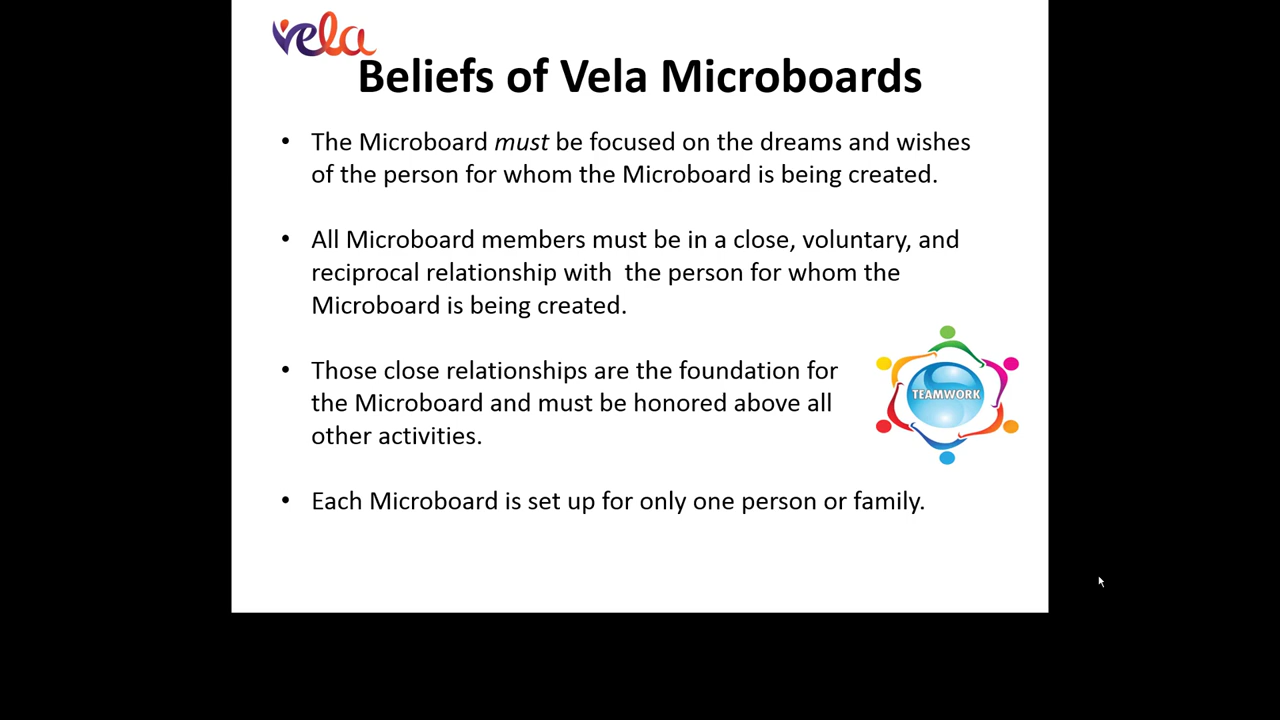 vela
Beliefs of Vela Microboards
• The Microboard must be focused on the dreams and wishes
of the person for whom the Microboard is being created.
• All Microboard members must be in a close, voluntary, and
reciprocal relationship with  the person for whom the
Microboard is being created.
• Those close relationships are the foundation for
the Microboard and must be honored above all
other activities.
TEAMWORK
• Each Microboard is set up for only one person or family.